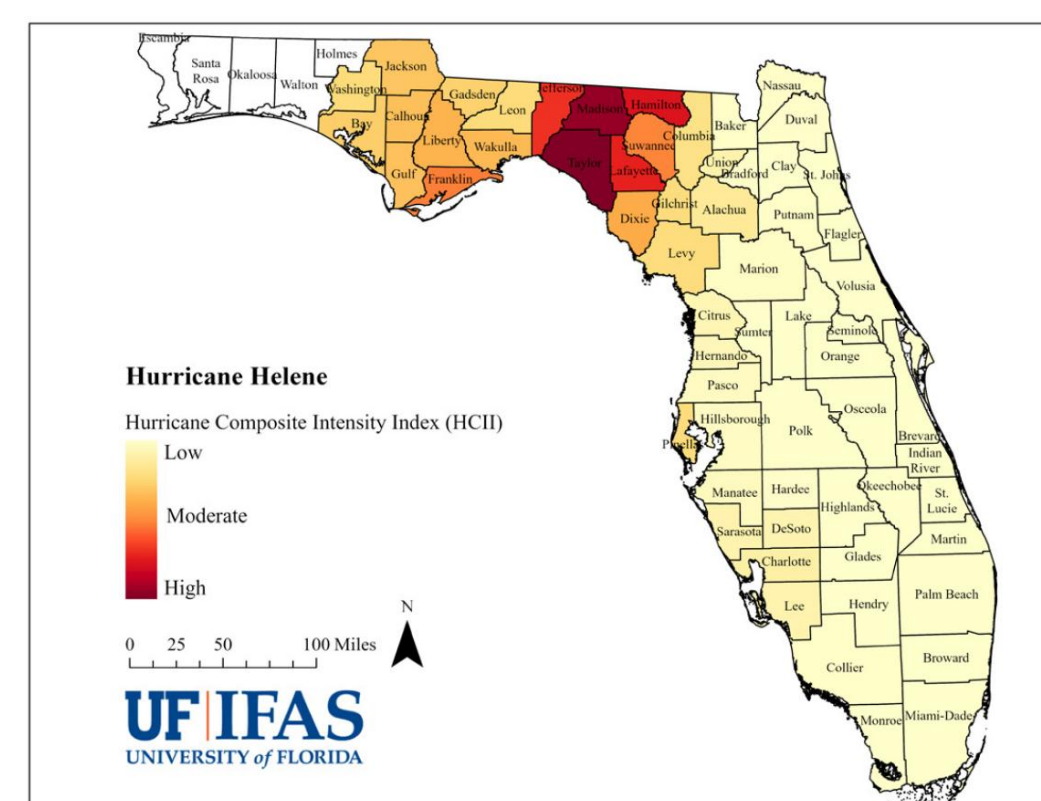 Escambia
Santa
Rosa
Okaloosa
Walton
Holmes
Washington
Jackson
Bay
Calhoun
Gulf
Liberty
Franklin
Gadsden
Leon
Wakulla
Jefferson
Madison
Taylor
Hamilton
Suwannee
Lafayette
Dixie
Columbia
Gilchrist
Levy
Baker
Union
Bradford
Alachua
Nassau
Duval
Clay
St. Johns
Putnam
Flagler
Marion
Volusia
Citrus
Sumter
Lake
Seminole
Hernando
Orange
Pasco
Hillsborough
Pinellas
Polk
Osceola
Brevard
Indian
River
Manatee
Hardee
Highlands
Okeechobee
St.
Lucie
Sarasota
DeSoto
Martin
Charlotte
Glades
Lee
Hendry
Palm Beach
Collier
Broward
Monroe
Miami-Dade
Hurricane Helene
Hurricane Composite Intensity Index (HCII)
Low
Moderate
High
N
0 25 50 100 Miles
UF|IFAS
UNIVERSITY of FLORIDA